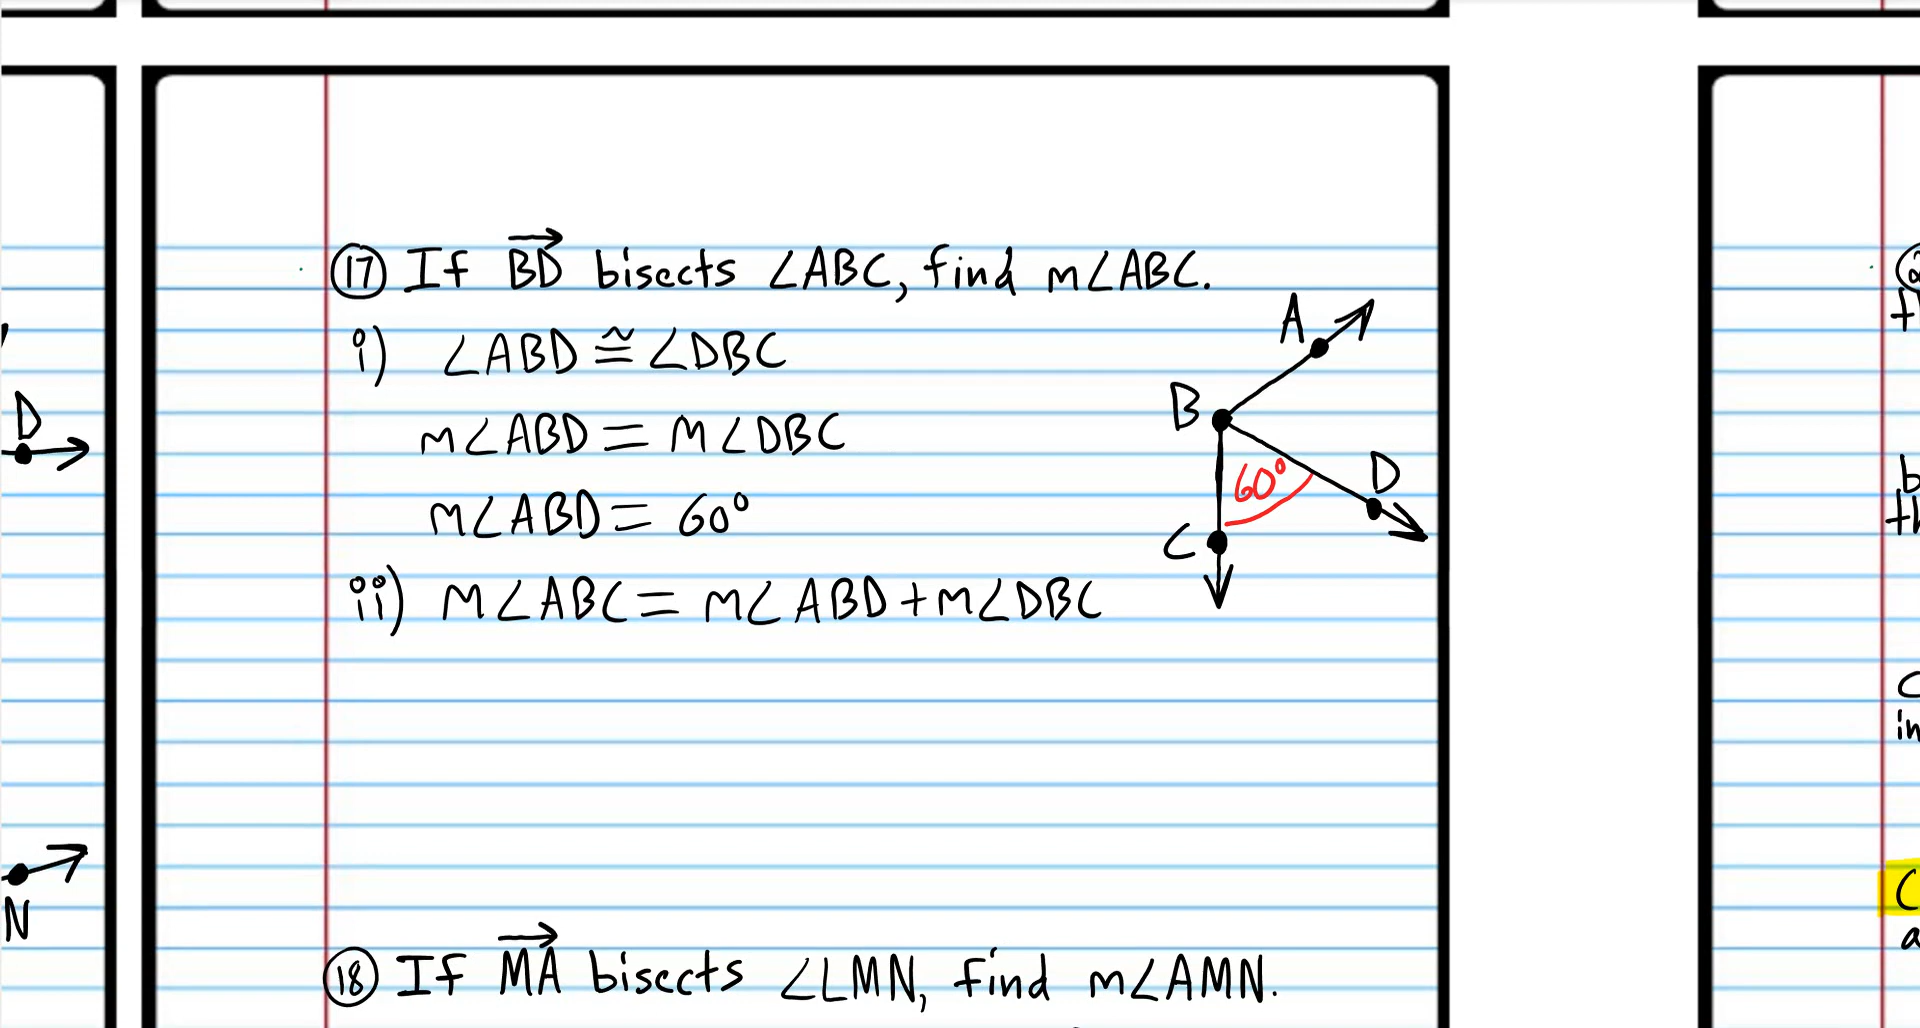 ⑰ If BD bisects ∠ABC, find m∠ABC.
i) ∠ABD ≅ ∠DBC
m∠ABD = m∠DBC
m∠ABD = 60°
ii) m∠ABC = m∠ABD + m∠DBC
A
B
60°
D
C
⑱ If MA bisects ∠LMN, find m∠AMN.
D
N